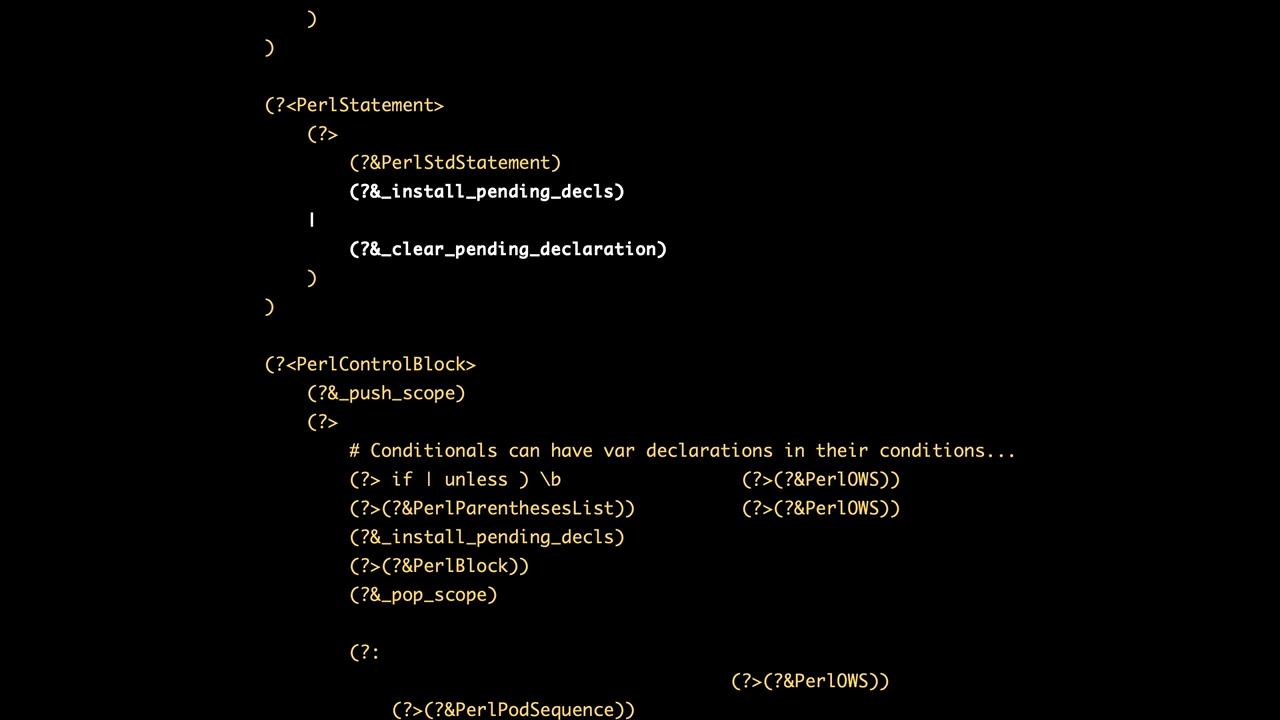 )
)
(?<PerlStatement>
(?>
(?&PerlStdStatement)
(?&_install_pending_decls)
|
(?&_clear_pending_declaration)
)
)
(?<PerlControlBlock>
(?&_push_scope)
(?>
# Conditionals can have var declarations in their conditions...
(?> if | unless ) \b (?>(?&PerlOWS))
(?>(?&PerlParenthesesList)) (?>(?&PerlOWS))
(?&_install_pending_decls)
(?>(?&PerlBlock))
(?&_pop_scope)
(?:
(?>(?&PerlOWS))
(?>(?&PerlPodSequence))